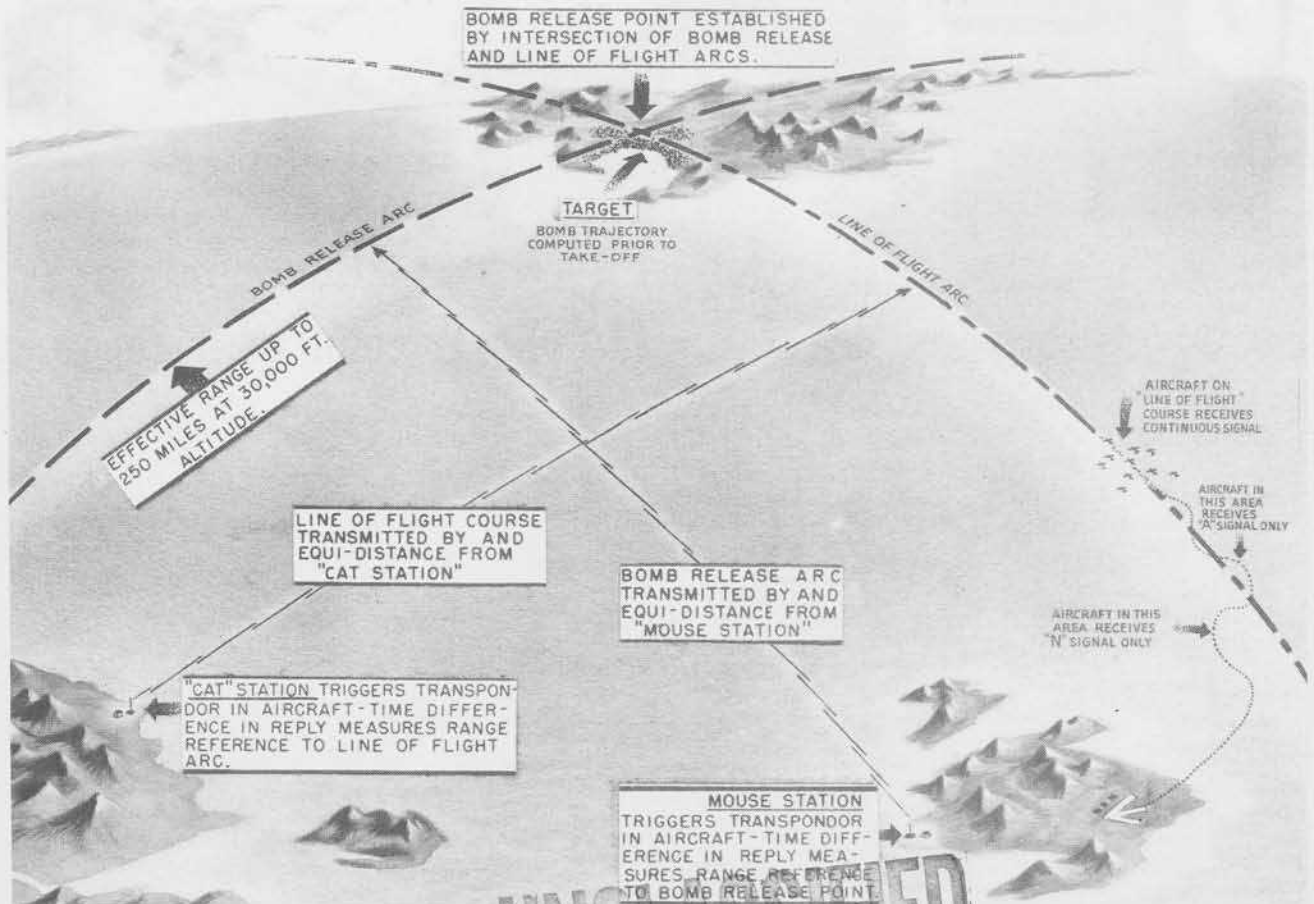 BOMB RELEASE POINT ESTABLISHED
BY INTERSECTION OF BOMB RELEASE
AND LINE OF FLIGHT ARCS.
TARGET
BOMB TRAJECTORY
COMPUTED PRIOR TO
TAKE-OFF
BOMB RELEASE ARC
LINE OF FLIGHT ARC
EFFECTIVE RANGE UP TO
250 MILES AT 30,000 FT.
ALTITUDE.
AIRCRAFT ON
"LINE OF FLIGHT"
COURSE RECEIVES
CONTINUOUS SIGNAL
AIRCRAFT IN
THIS AREA
RECEIVES
"A" SIGNAL ONLY
LINE OF FLIGHT COURSE
TRANSMITTED BY AND
EQUI-DISTANCE FROM
"CAT STATION"
BOMB RELEASE ARC
TRANSMITTED BY AND
EQUI-DISTANCE FROM
"MOUSE STATION"
AIRCRAFT IN THIS
AREA RECEIVES
"N" SIGNAL ONLY
"CAT" STATION TRIGGERS TRANSPON-
DOR IN AIRCRAFT-TIME DIFFER-
ENCE IN REPLY MEASURES RANGE
REFERENCE TO LINE OF FLIGHT
ARC.
MOUSE STATION
TRIGGERS TRANSPONDOR
IN AIRCRAFT-TIME DIFF-
ERENCE IN REPLY MEA-
SURES RANGE REFERENCE
TO BOMB RELEASE POINT.